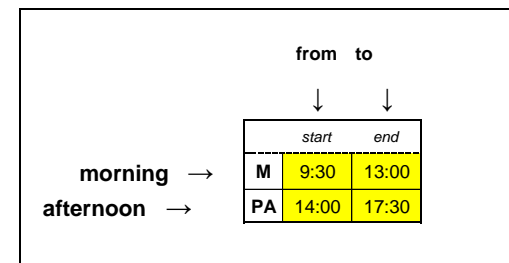 from to
↓ ↓
start end
morning → M 9:30 13:00
afternoon → PA 14:00 17:30